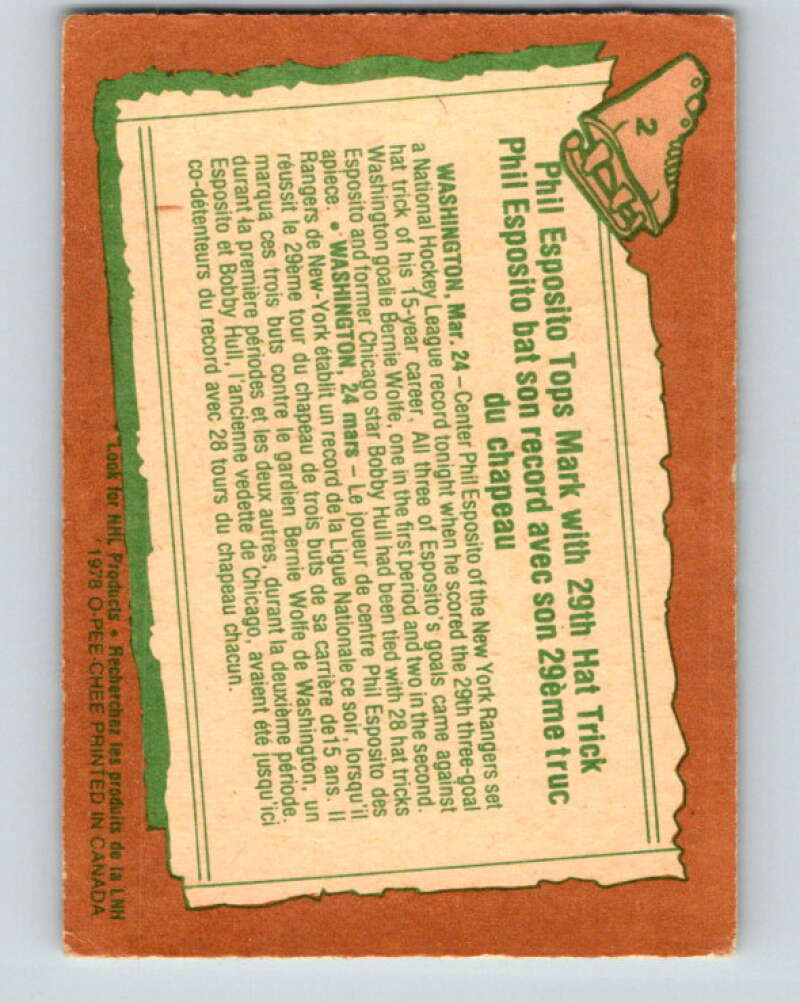 2
Phil Esposito Tops Mark with 29th Hat Trick
Phil Esposito bat son record avec son 29ème truc
du chapeau
WASHINGTON, Mar. 24 – Center Phil Esposito of the New York Rangers set
a National Hockey League record tonight when he scored the 29th three-goal
hat trick of his 15-year career. All three of Esposito's goals came against
Washington goalie Bernie Wolfe, one in the first period and two in the second.
Esposito and former Chicago star Bobby Hull had been tied with 28 hat tricks
apiece. • WASHINGTON, 24 mars – Le joueur de centre Phil Esposito des
Rangers de New-York établit un record de la Ligue Nationale ce soir, lorsqu'il
réussit le 29ème tour du chapeau de trois buts de sa carrière de 15 ans. Il
marqua ces trois buts contre le gardien Bernie Wolfe de Washington, un
durant la première périodes et les deux autres, durant la deuxième période.
Esposito et Bobby Hull, l'ancienne vedette de Chicago, avaient été jusqu'ici
co-détenteurs du record avec 28 tours du chapeau chacun.
Look for NHL Products • Recherchez les produits de la LNH
1978 O-PEE-CHEE PRINTED IN CANADA